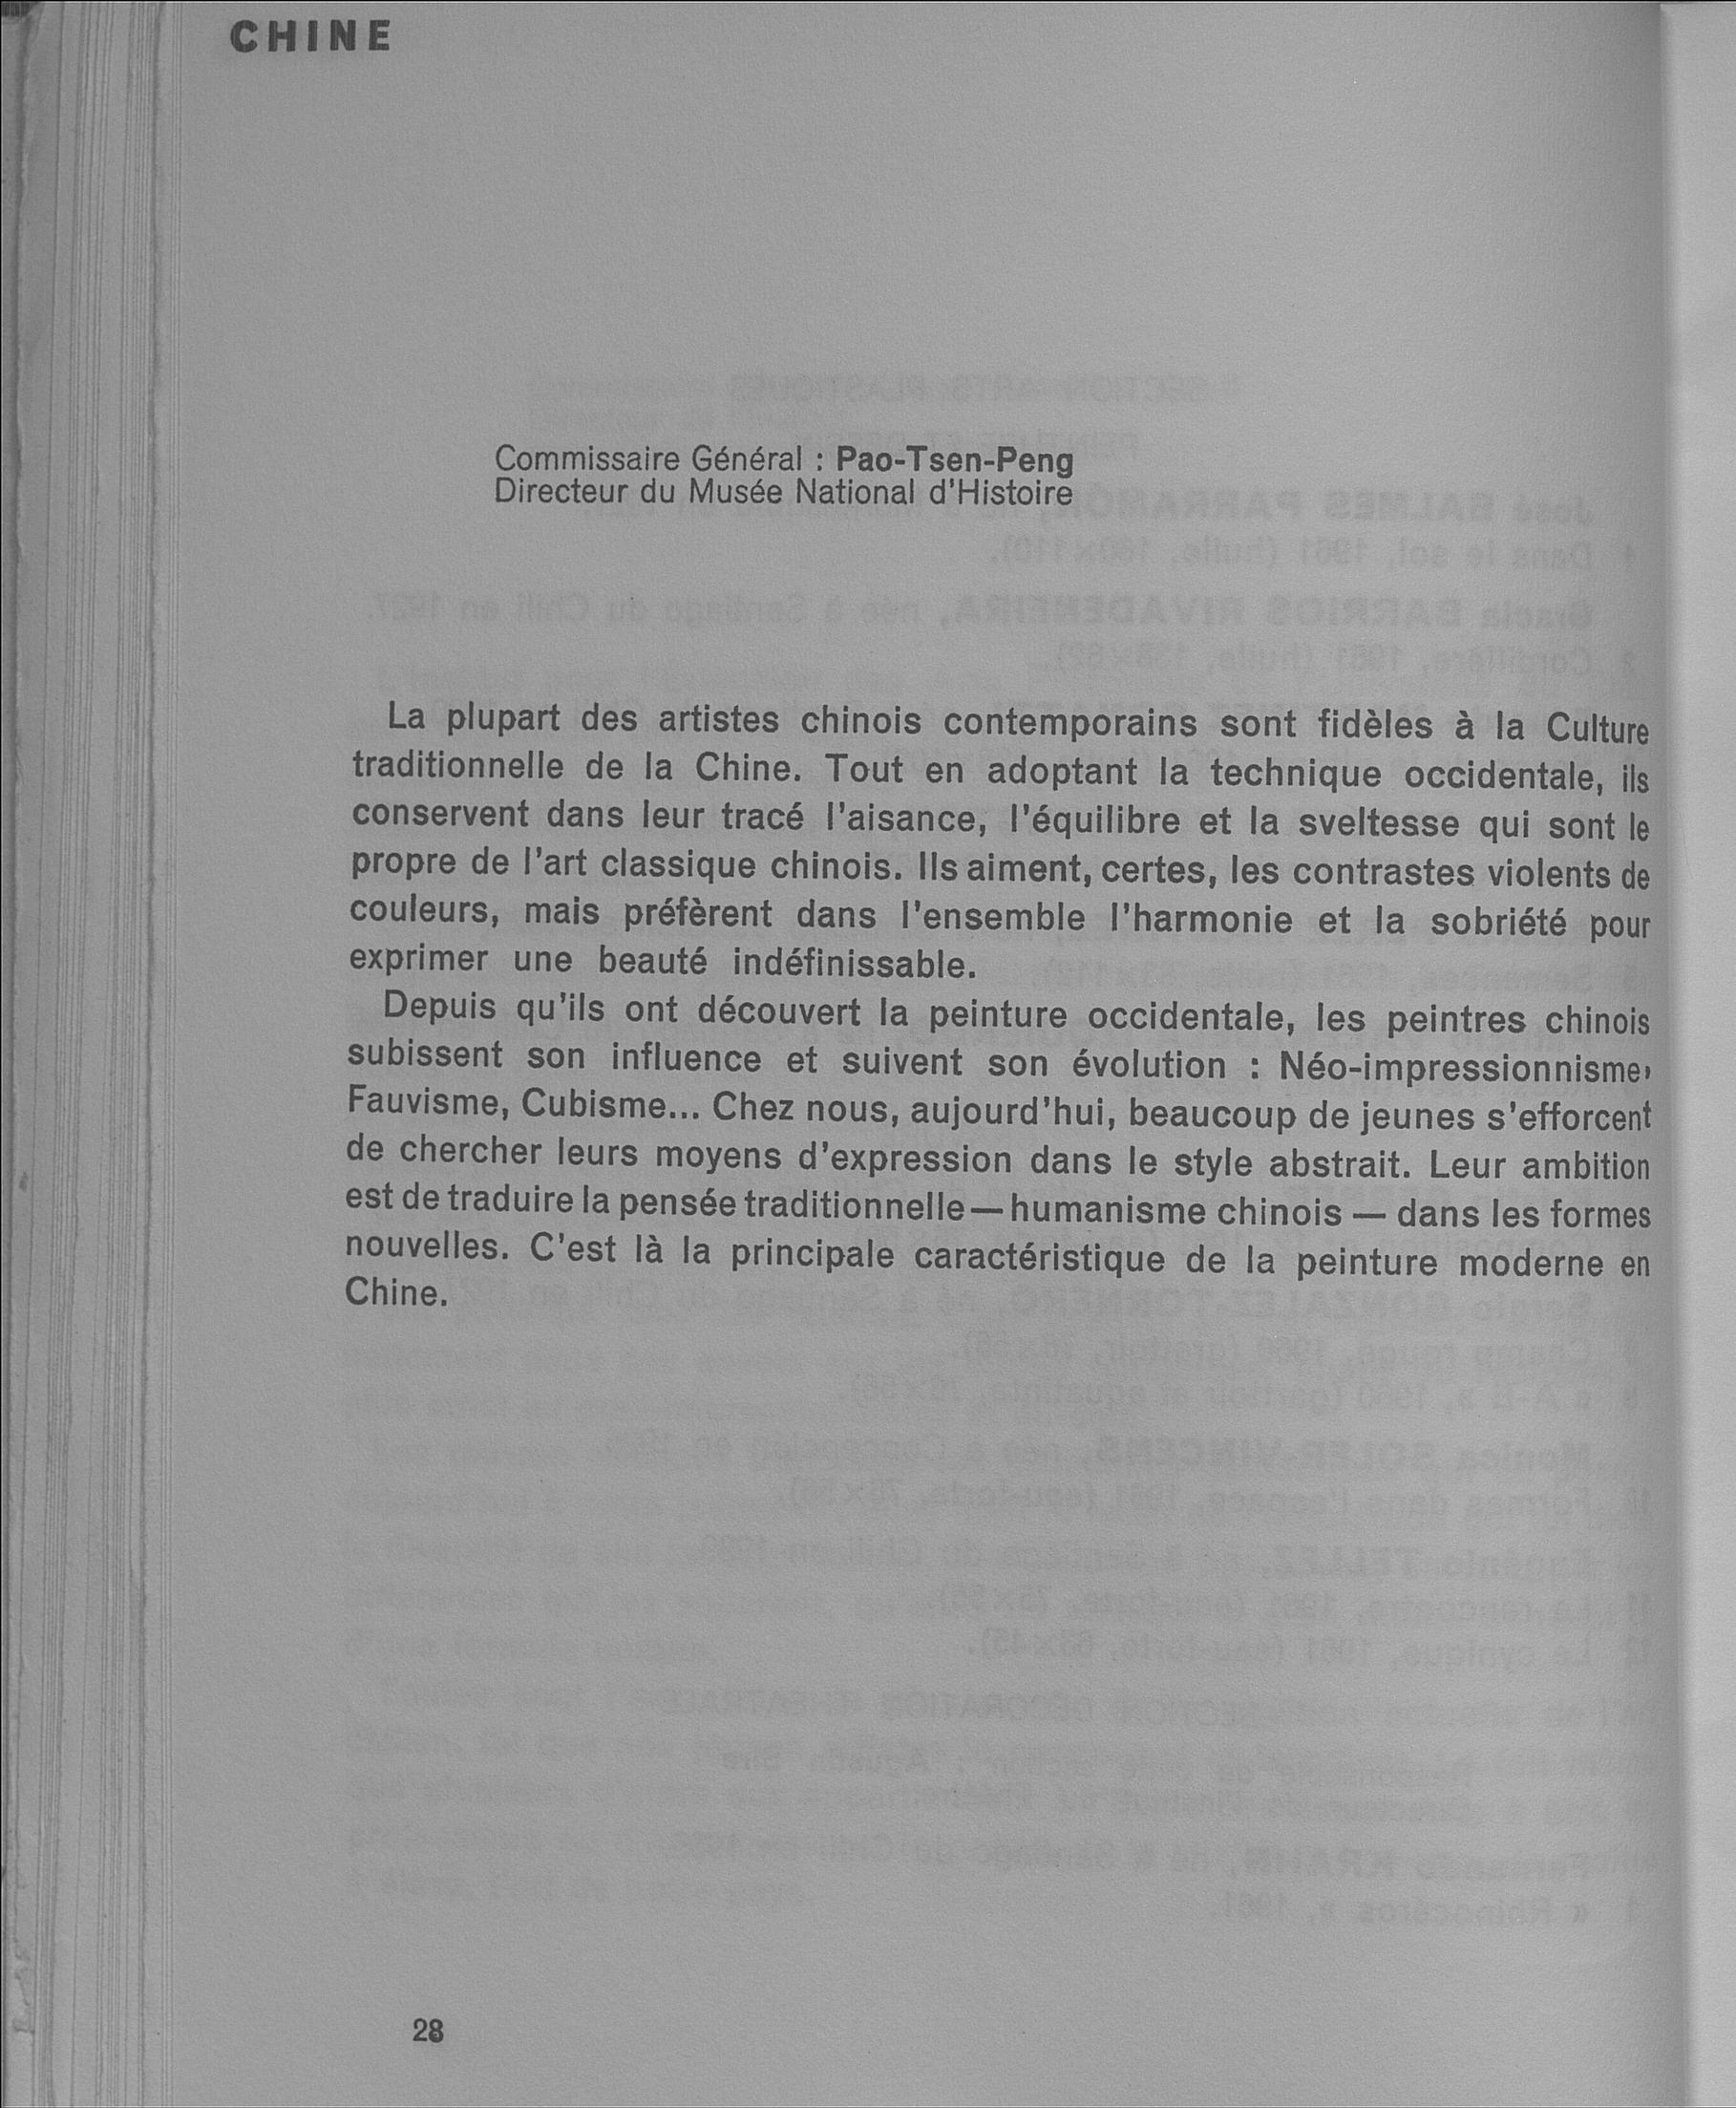 CHINE
Commissaire Général : Pao-Tsen-Peng
Directeur du Musée National d'Histoire
La plupart des artistes chinois contemporains sont fidèles à la Culture
traditionnelle de la Chine. Tout en adoptant la technique occidentale, ils
conservent dans leur tracé l'aisance, l'équilibre et la sveltesse qui sont le
propre de l'art classique chinois. Ils aiment, certes, les contrastes violents de
couleurs, mais préfèrent dans l'ensemble l'harmonie et la sobriété pour
exprimer une beauté indéfinissable.
Depuis qu'ils ont découvert la peinture occidentale, les peintres chinois
subissent son influence et suivent son évolution : Néo-impressionnisme,
Fauvisme, Cubisme... Chez nous, aujourd'hui, beaucoup de jeunes s'efforcent
de chercher leurs moyens d'expression dans le style abstrait. Leur ambition
est de traduire la pensée traditionnelle — humanisme chinois — dans les formes
nouvelles. C'est là la principale caractéristique de la peinture moderne en
Chine.
28